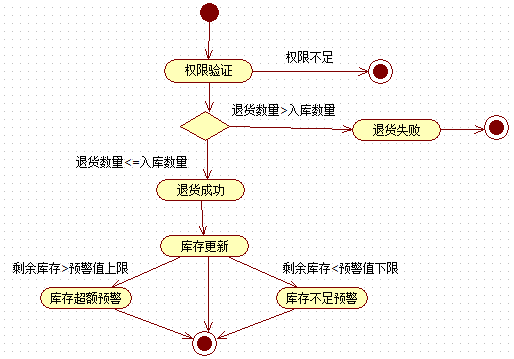 权限不足
权限验证
退货数量>入库数量
退货失败
退货数量<=入库数量
退货成功
库存更新
剩余库存>预警值上限
剩余库存<预警值下限
库存超额预警
库存不足预警